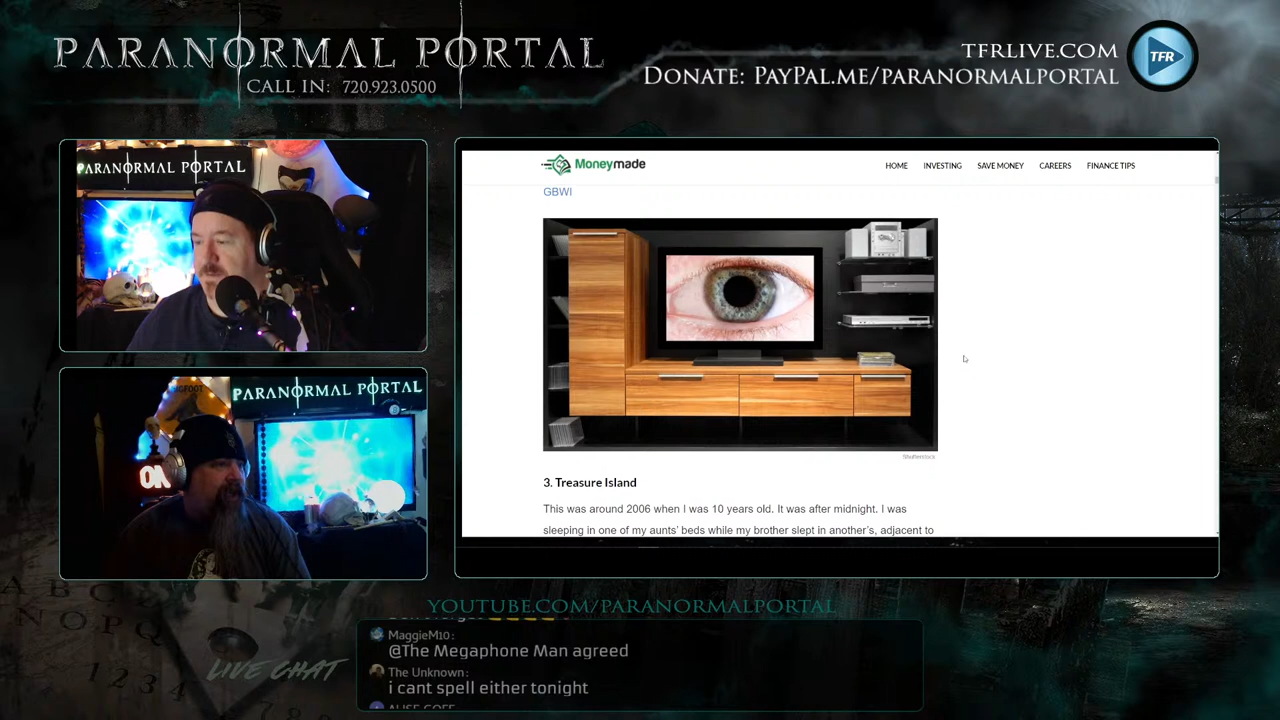 PARANORMAL PORTAL
CALL IN: 720.923.0500
TFRLIVE.COM
DONATE: PAYPAL.ME/PARANORMALPORTAL
TFR
PARANORMAL PORTAL
PARANORMAL PORTAL
ON
Moneymade
HOME INVESTING SAVE MONEY CAREERS FINANCE TIPS
GBWI
Shutterstock
3. Treasure Island
This was around 2006 when I was 10 years old. It was after midnight. I was
sleeping in one of my aunts' beds while my brother slept in another's, adjacent to
YOUTUBE.COM/PARANORMALPORTAL
LIVE CHAT
MaggieM10:
@The Megaphone Man agreed
The Unknown:
i cant spell either tonight